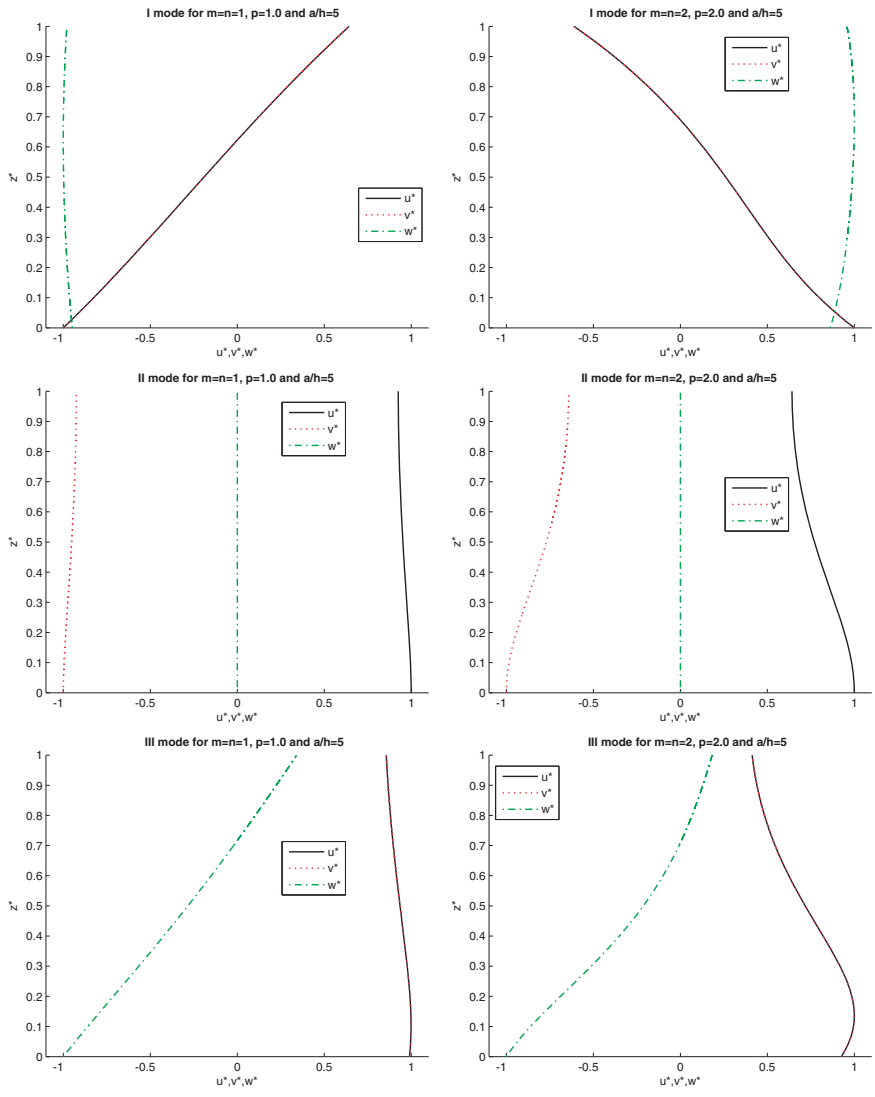 I mode for m=n=1, p=1.0 and a/h=5
1
0.9
0.8
0.7
0.6
0.5
0.4
0.3
0.2
0.1
0
z*
u*
v*
w*
-1
-0.5
0
0.5
1
u*,v*,w*
I mode for m=n=2, p=2.0 and a/h=5
1
0.9
0.8
0.7
0.6
0.5
0.4
0.3
0.2
0.1
0
z*
u*
v*
w*
-1
-0.5
0
0.5
1
u*,v*,w*
II mode for m=n=1, p=1.0 and a/h=5
1
0.9
0.8
0.7
0.6
0.5
0.4
0.3
0.2
0.1
0
z*
u*
v*
w*
-1
-0.5
0
0.5
1
u*,v*,w*
II mode for m=n=2, p=2.0 and a/h=5
1
0.9
0.8
0.7
0.6
0.5
0.4
0.3
0.2
0.1
0
z*
u*
v*
w*
-1
-0.5
0
0.5
1
u*,v*,w*
III mode for m=n=1, p=1.0 and a/h=5
1
0.9
0.8
0.7
0.6
0.5
0.4
0.3
0.2
0.1
0
z*
u*
v*
w*
-1
-0.5
0
0.5
1
u*,v*,w*
III mode for m=n=2, p=2.0 and a/h=5
1
0.9
0.8
0.7
0.6
0.5
0.4
0.3
0.2
0.1
0
z*
u*
v*
w*
-1
-0.5
0
0.5
1
u*,v*,w*